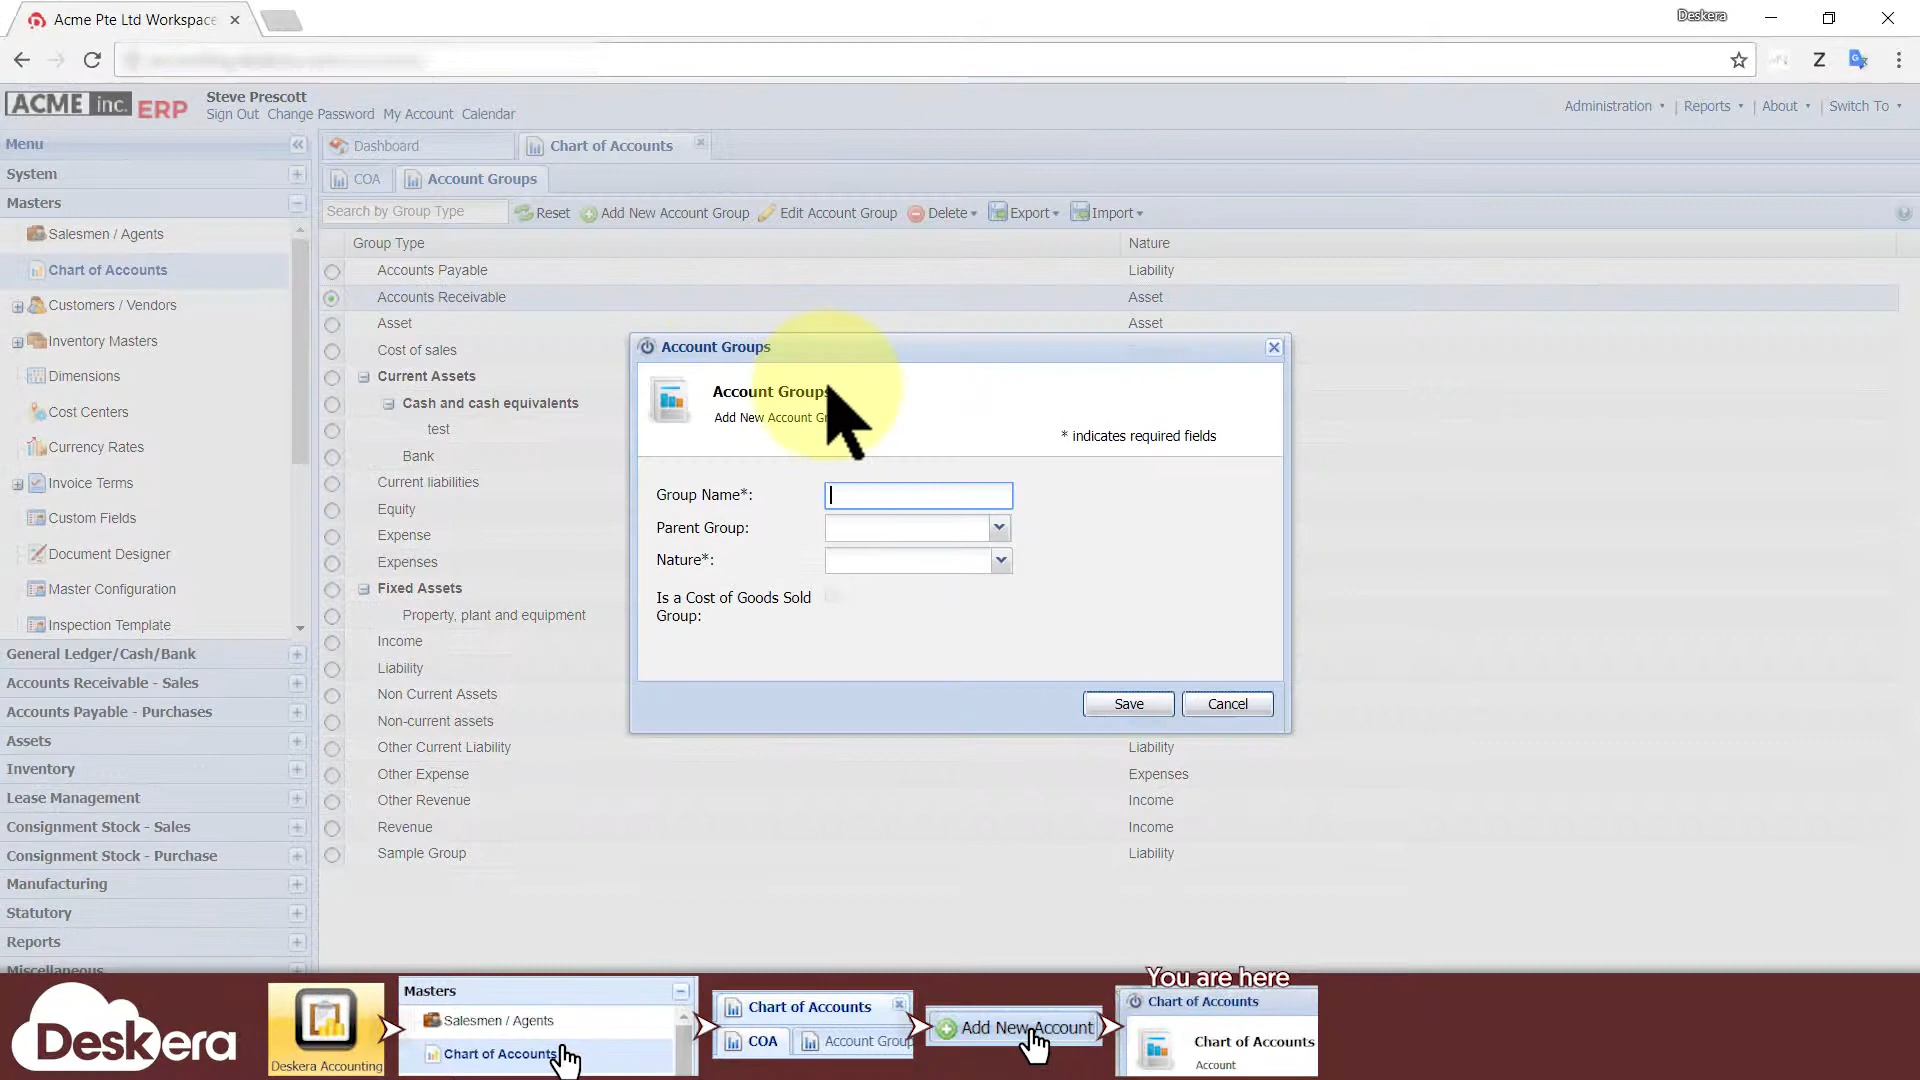 Acme Pte Ltd Workspace
Deskera
ACME inc. ERP
Steve Prescott
Sign Out Change Password My Account Calendar
Administration | Reports | About | Switch To
Menu
System
Masters
Salesmen / Agents
Chart of Accounts
Customers / Vendors
Inventory Masters
Dimensions
Cost Centers
Currency Rates
Invoice Terms
Custom Fields
Document Designer
Master Configuration
Inspection Template
General Ledger/Cash/Bank
Accounts Receivable - Sales
Accounts Payable - Purchases
Assets
Inventory
Lease Management
Consignment Stock - Sales
Consignment Stock - Purchase
Manufacturing
Statutory
Reports
Miscellaneous
Dashboard
Chart of Accounts
COA
Account Groups
Search by Group Type
Reset
Add New Account Group
Edit Account Group
Delete
Export
Import
Group Type Nature
Accounts Payable Liability
Accounts Receivable Asset
Asset Asset
Cost of sales
Current Assets
Cash and cash equivalents
test
Bank
Current liabilities
Equity
Expense
Expenses
Fixed Assets
Property, plant and equipment
Income
Liability
Non Current Assets
Non-current assets
Other Current Liability Liability
Other Expense Expenses
Other Revenue Income
Revenue Income
Sample Group Liability
Account Groups
Account Groups
Add New Account Gr
* indicates required fields
Group Name*:
Parent Group:
Nature*:
Is a Cost of Goods Sold
Group:
Save
Cancel
Deskera
Deskera Accounting
Masters
Salesmen / Agents
Chart of Accounts
Chart of Accounts
COA
Account Group
Add New Account
You are here
Chart of Accounts
Chart of Accounts
Account
Z